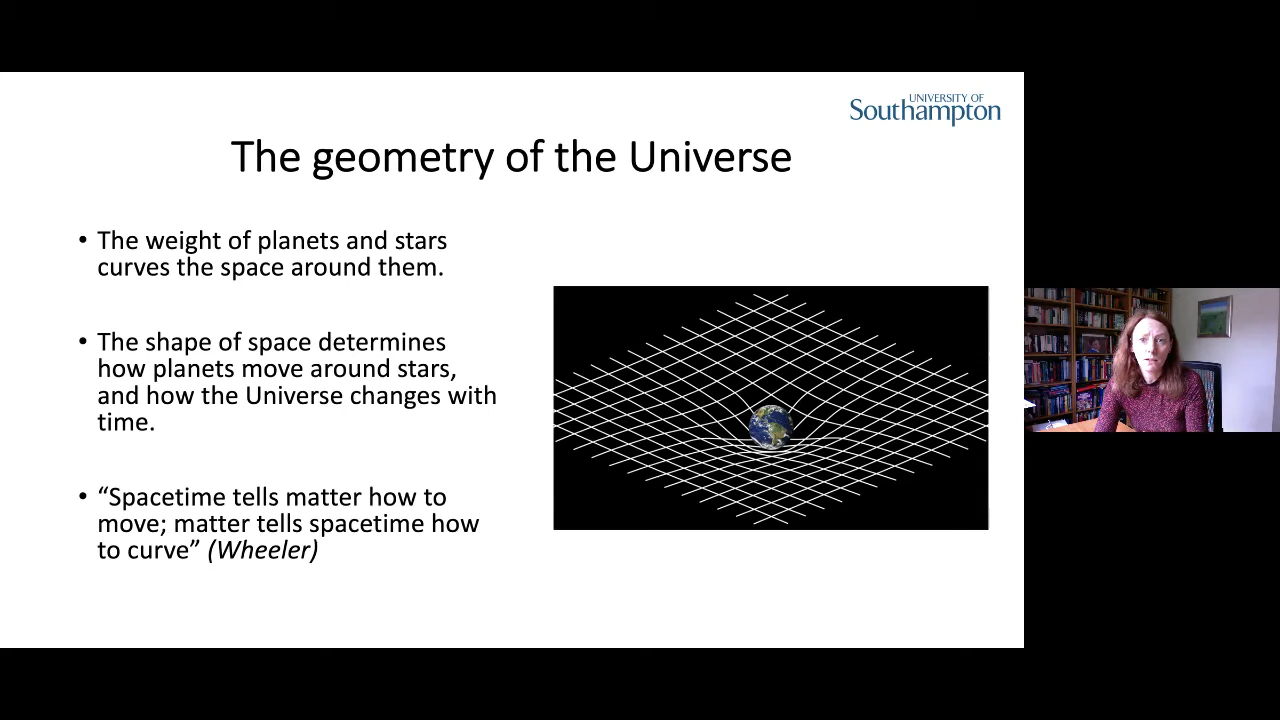 UNIVERSITY OF
Southampton
The geometry of the Universe
• The weight of planets and stars
curves the space around them.
• The shape of space determines
how planets move around stars,
and how the Universe changes with
time.
• “Spacetime tells matter how to
move; matter tells spacetime how
to curve” (Wheeler)